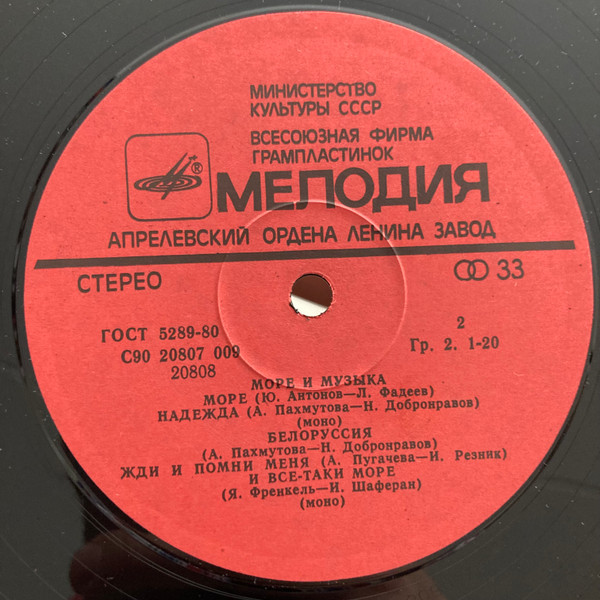 МИНИСТЕРСТВО
КУЛЬТУРЫ СССР
ВСЕСОЮЗНАЯ ФИРМА
ГРАМПЛАСТИНОК
® МЕЛОДИЯ
АПРЕЛЕВСКИЙ ОРДЕНА ЛЕНИНА ЗАВОД
СТЕРЕО 33
ГОСТ 5289-80 2
С90 20807 009 Гр. 2. 1-20
20808
МОРЕ И МУЗЫКА
МОРЕ (Ю. Антонов—Л. Фадеев)
НАДЕЖДА (А. Пахмутова—Н. Добронравов)
(моно)
БЕЛОРУССИЯ
(А. Пахмутова—Н. Добронравов)
ЖДИ И ПОМНИ МЕНЯ (А. Пугачева—И. Резник)
И ВСЕ-ТАКИ МОРЕ
(Я. Френкель—И. Шаферан)
(моно)